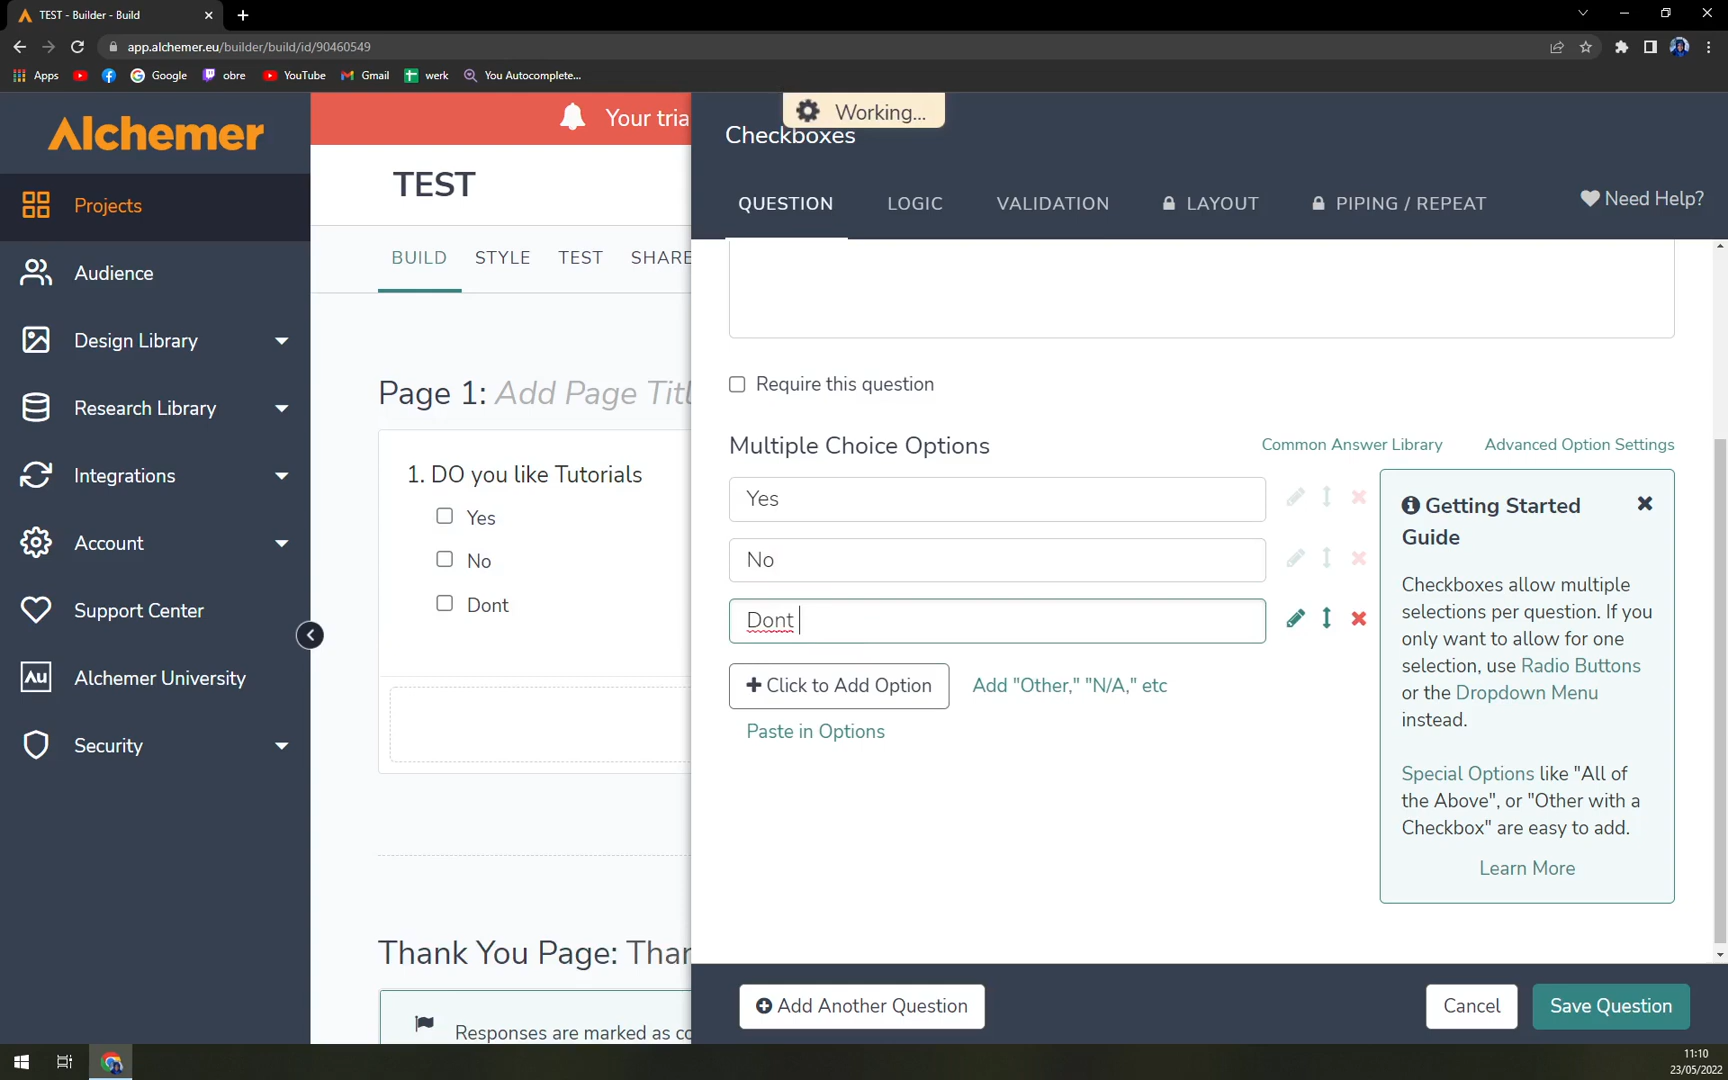 TEST - Builder - Build
app.alchemer.eu/builder/build/id/90460549
Apps
Google
obre
YouTube
Gmail
werk
You Autocomplete...
Alchemer
Projects
Audience
Design Library
Research Library
Integrations
Account
Support Center
Au Alchemer University
Security
Your tria
TEST
BUILD STYLE TEST SHARE
Page 1: Add Page Titl
1. DO you like Tutorials
Yes
No
Dont
Thank You Page: Than
Responses are marked as co
Working...
Checkboxes
QUESTION LOGIC VALIDATION LAYOUT PIPING / REPEAT
Need Help?
Require this question
Multiple Choice Options Common Answer Library Advanced Option Settings
Yes
No
Dont
Click to Add Option Add "Other," "N/A," etc
Paste in Options
Getting Started
Guide
Checkboxes allow multiple
selections per question. If you
only want to allow for one
selection, use Radio Buttons
or the Dropdown Menu
instead.
Special Options like "All of
the Above", or "Other with a
Checkbox" are easy to add.
Learn More
Add Another Question
Cancel
Save Question
11:10
23/05/2022